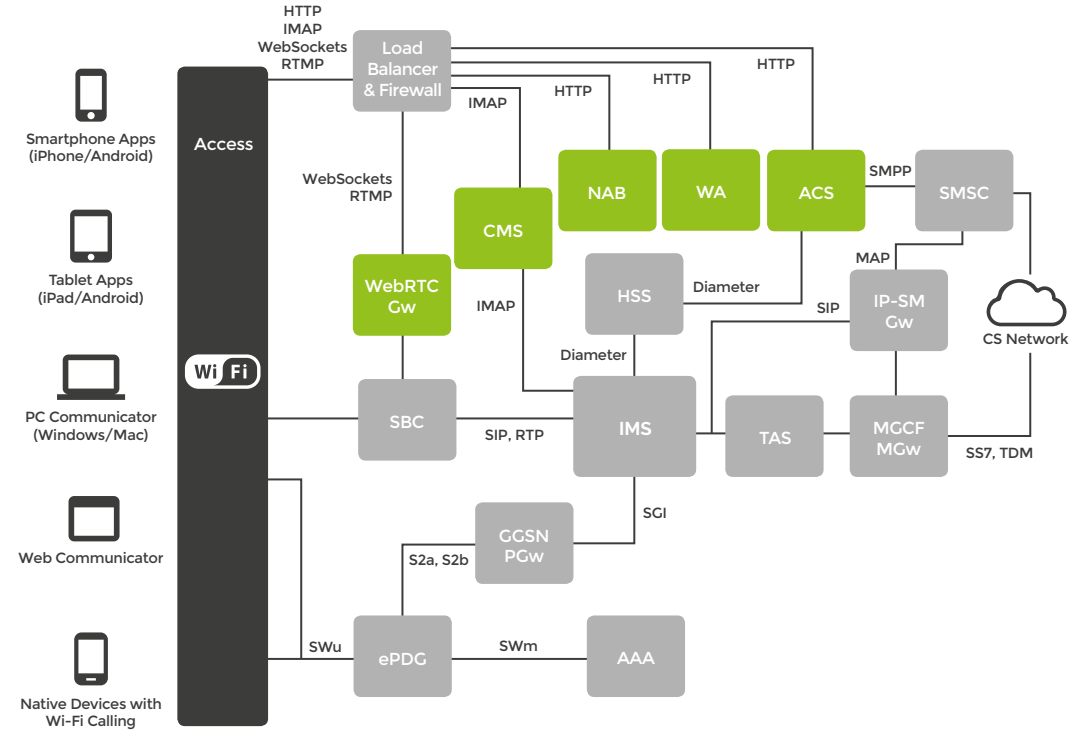 HTTP
IMAP
WebSockets
RTMP
Load
Balancer
& Firewall
HTTP
HTTP
HTTP
IMAP
Smartphone Apps
(iPhone/Android)
Access
WebSockets
RTMP
NAB
WA
ACS
SMPP
SMSC
CMS
Tablet Apps
(iPad/Android)
WebRTC
Gw
IMAP
HSS
Diameter
MAP
IP-SM
Gw
SIP
CS Network
Diameter
Wi Fi
PC Communicator
(Windows/Mac)
SBC
SIP, RTP
IMS
TAS
MGCF
MGw
SS7, TDM
SGI
GGSN
PGw
S2a, S2b
Web Communicator
SWu
ePDG
SWm
AAA
Native Devices with
Wi-Fi Calling